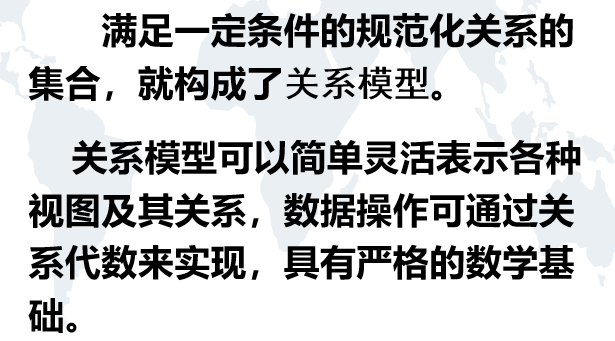 满足一定条件的规范化关系的
集合，就构成了关系模型。
关系模型可以简单灵活表示各种
视图及其关系，数据操作可通过关
系代数来实现，具有严格的数学基
础。